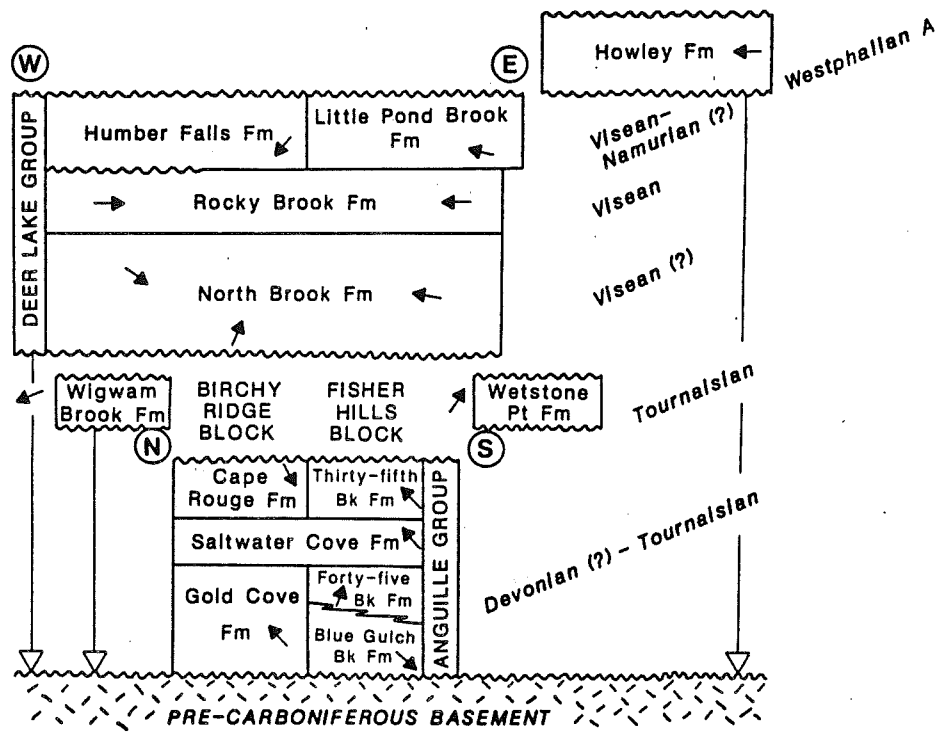 W
E
Howley Fm
Westphalian A
DEER LAKE GROUP
Humber Falls Fm
Little Pond Brook
Fm
Visean-
Namurian (?)
Rocky Brook Fm
Visean
North Brook Fm
Visean (?)
Wigwam
Brook Fm
BIRCHY
RIDGE
BLOCK
FISHER
HILLS
BLOCK
Wetstone
Pt Fm
Tournaisian
N
S
Cape
Rouge Fm
Thirty-fifth
Bk Fm
ANGUILLE GROUP
Saltwater Cove Fm
Devonian (?) - Tournaisian
Gold Cove
Fm
Forty-five
Bk Fm
Blue Gulch
Bk Fm
PRE-CARBONIFEROUS BASEMENT